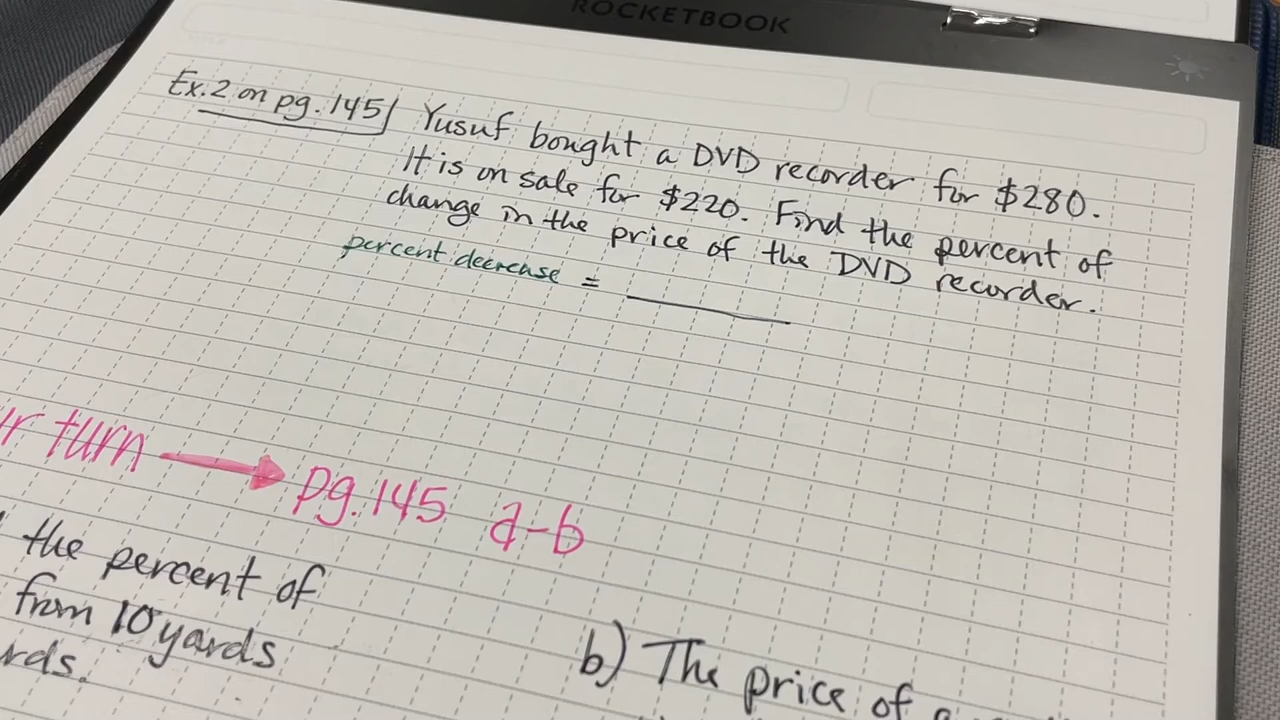 ROCKETBOOK
Ex.2 on pg.145 Yusuf bought a DVD recorder for $280.
It is on sale for $220. Find the percent of
change in the price of the DVD recorder.
percent decrease = 
turn → pg.145 a-b
the percent of
from 10 yards
b) The price of